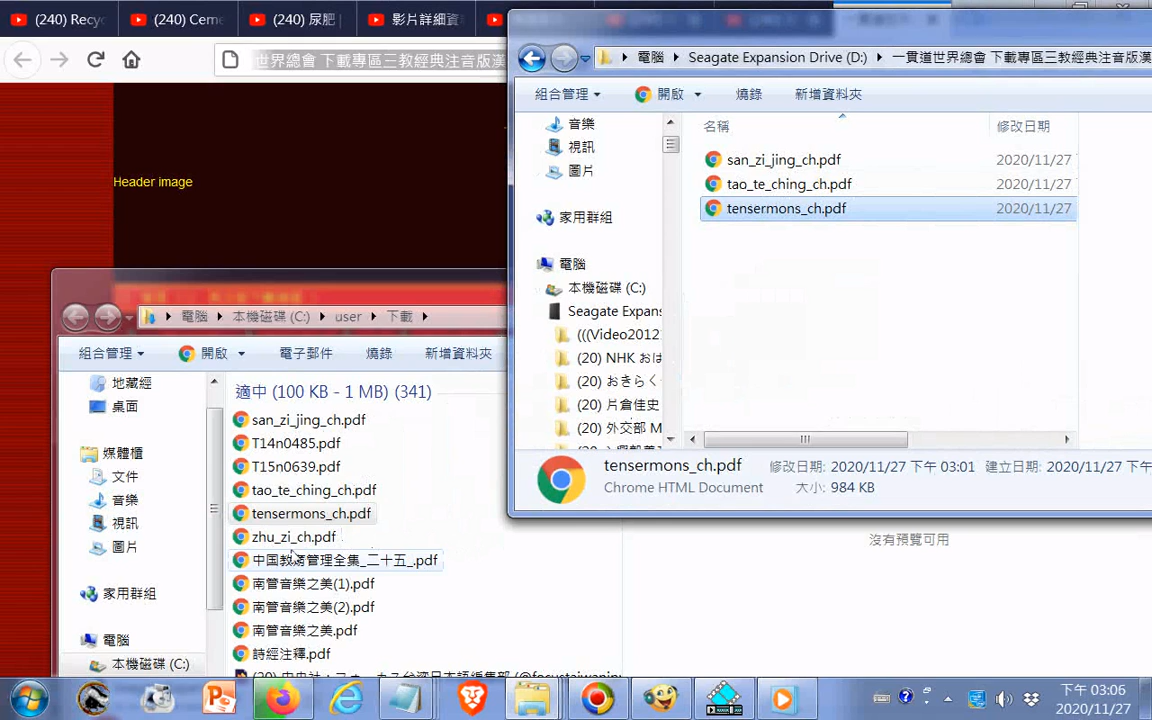 (240) Recy
(240) Ceme
(240) 尿肥
影片詳細資
世界總會 下載專區三教經典注音版漢
Header image
電腦 Seagate Expansion Drive (D:) 一貫道世界總會 下載專區三教經典注音版漢
組合管理 開啟 燒錄 新增資料夾
音樂
視訊
圖片
家用群組
電腦
本機磁碟 (C:)
Seagate Expans
(((Video2012
(20) NHK おは
(20) おきらく
(20) 片倉佳史
(20) 外交部 M
名稱 修改日期
san_zi_jing_ch.pdf 2020/11/27
tao_te_ching_ch.pdf 2020/11/27
tensermons_ch.pdf 2020/11/27
tensermons_ch.pdf 修改日期: 2020/11/27 下午 03:01 建立日期: 2020/11/27 下午
Chrome HTML Document 大小: 984 KB
沒有預覽可用
電腦 本機磁碟 (C:) user 下載
組合管理 開啟 電子郵件 燒錄 新增資料夾
地藏經
桌面
媒體櫃
文件
音樂
視訊
圖片
家用群組
電腦
本機磁碟 (C:)
適中 (100 KB - 1 MB) (341)
san_zi_jing_ch.pdf
T14n0485.pdf
T15n0639.pdf
tao_te_ching_ch.pdf
tensermons_ch.pdf
zhu_zi_ch.pdf
中国教育管理全集_二十五_.pdf
南管音樂之美(1).pdf
南管音樂之美(2).pdf
南管音樂之美.pdf
詩經注釋.pdf
下午 03:06
2020/11/27